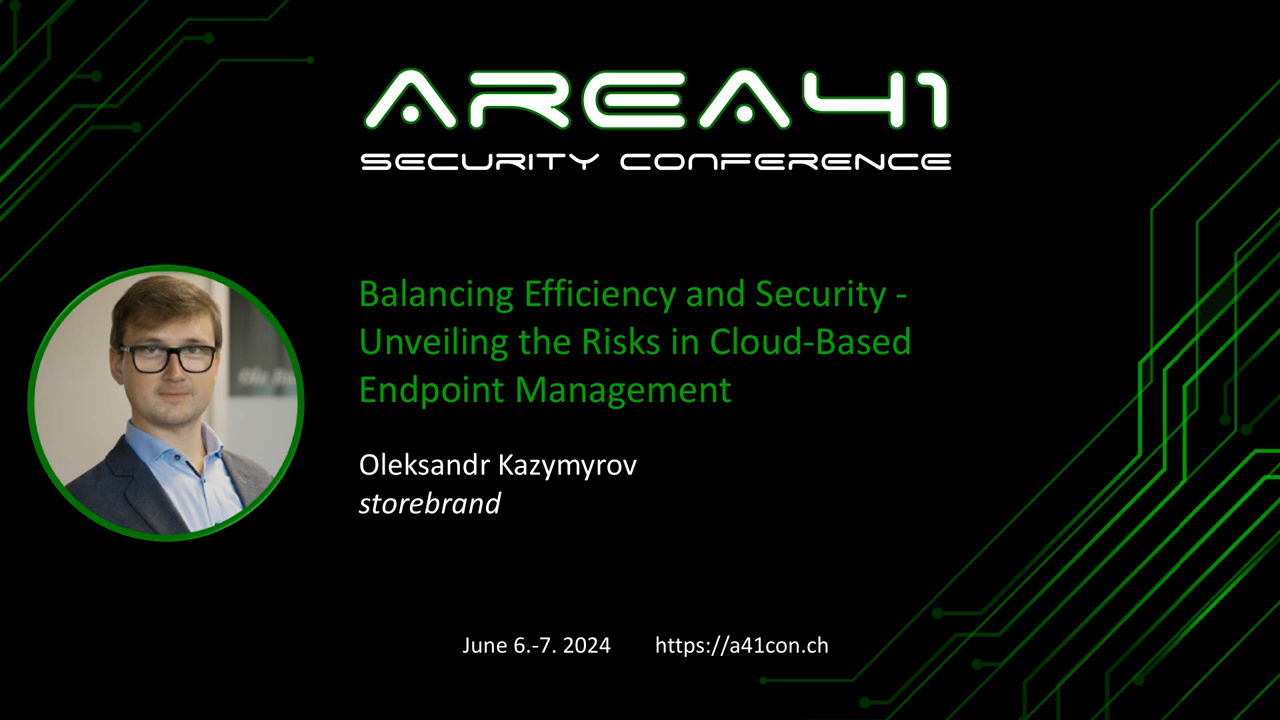 AREA41
SECURITY CONFERENCE
Balancing Efficiency and Security -
Unveiling the Risks in Cloud-Based
Endpoint Management
Oleksandr Kazymyrov
storebrand
June 6.-7. 2024 https://a41con.ch